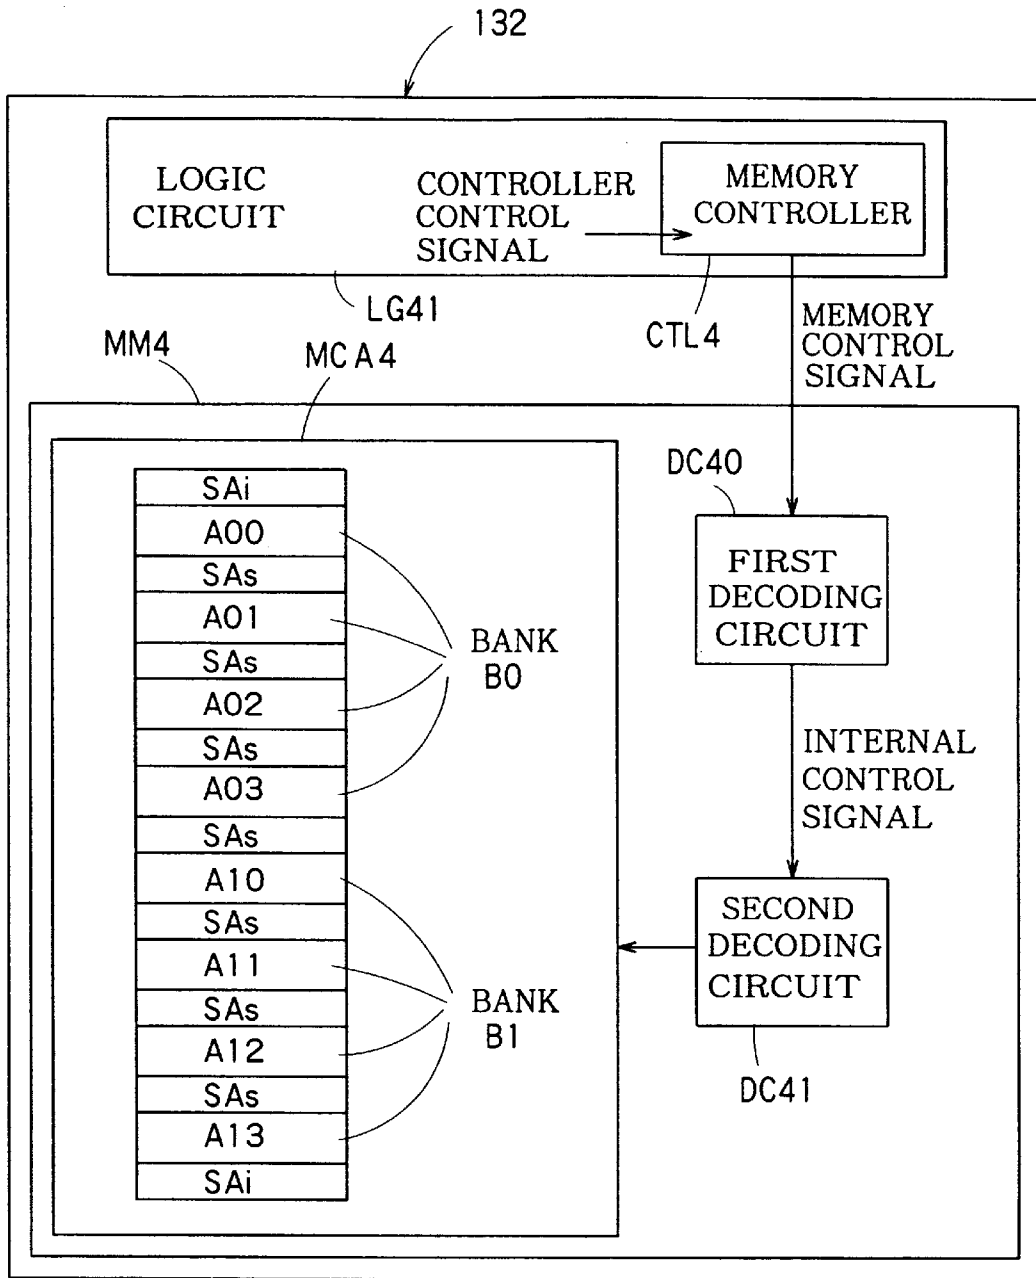 132
LOGIC
CIRCUIT
CONTROLLER
CONTROL
SIGNAL
MEMORY
CONTROLLER
LG41
CTL4
MEMORY
CONTROL
SIGNAL
MM4
MCA4
SAi
A00
SAs
A01
SAs
A02
SAs
A03
SAs
A10
SAs
A11
SAs
A12
SAs
A13
SAi
BANK
B0
BANK
B1
DC40
FIRST
DECODING
CIRCUIT
INTERNAL
CONTROL
SIGNAL
SECOND
DECODING
CIRCUIT
DC41